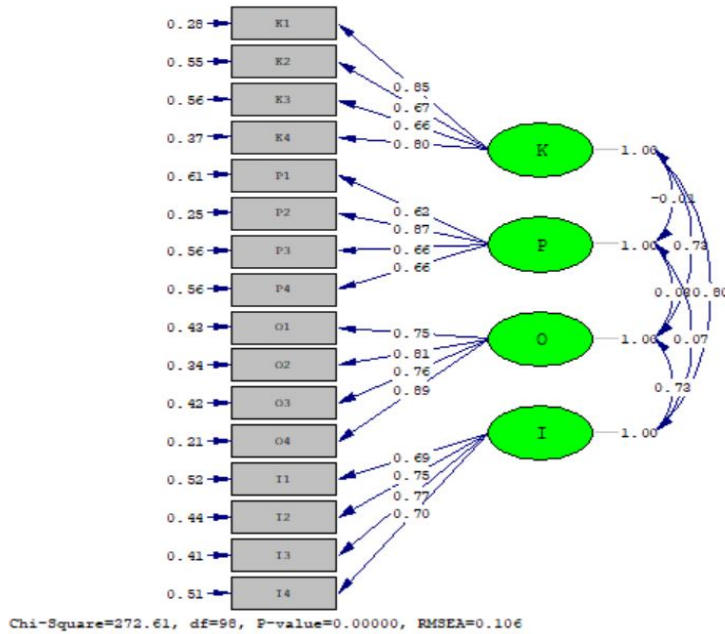 0.28 K1
0.55 K2
0.56 K3
0.37 K4
0.61 P1
0.25 P2
0.56 P3
0.56 P4
0.43 O1
0.34 O2
0.42 O3
0.21 O4
0.52 I1
0.44 I2
0.41 I3
0.51 I4
0.85
0.67
0.66
0.80
0.62
0.87
0.66
0.66
0.75
0.81
0.76
0.89
0.69
0.75
0.77
0.70
K 1.00
P 1.00
O 1.00
I 1.00
-0.01
0.73
0.80
0.07
0.73
Chi-Square=272.61, df=98, P-value=0.00000, RMSEA=0.106